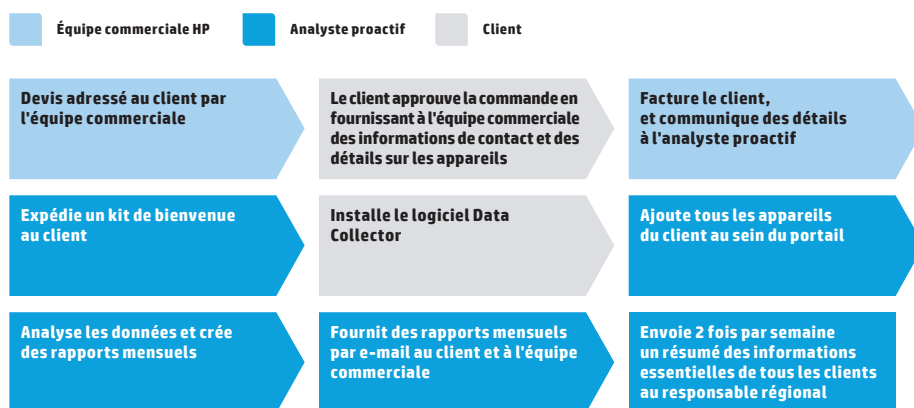 Équipe commerciale HP
Analyste proactif
Client
Devis adressé au client par
l'équipe commerciale
Le client approuve la commande en
fournissant à l'équipe commerciale
des informations de contact et des
détails sur les appareils
Facture le client,
et communique des détails
à l'analyste proactif
Expédie un kit de bienvenue
au client
Installe le logiciel Data
Collector
Ajoute tous les appareils
du client au sein du portail
Analyse les données et crée
des rapports mensuels
Fournit des rapports mensuels
par e-mail au client et à l'équipe
commerciale
Envoie 2 fois par semaine
un résumé des informations
essentielles de tous les clients
au responsable régional